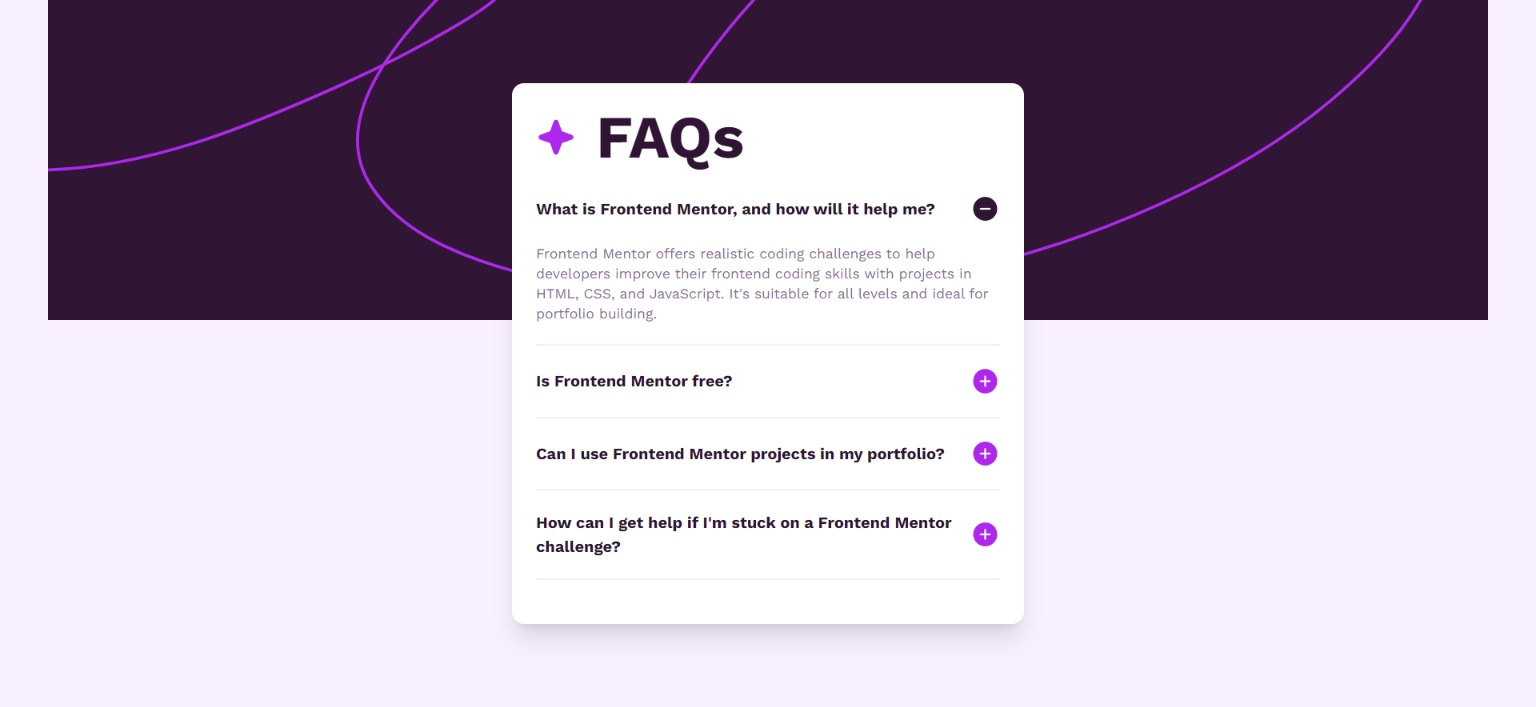 FAQs
What is Frontend Mentor, and how will it help me?
Frontend Mentor offers realistic coding challenges to help
developers improve their frontend coding skills with projects in
HTML, CSS, and JavaScript. It's suitable for all levels and ideal for
portfolio building.
Is Frontend Mentor free?
Can I use Frontend Mentor projects in my portfolio?
How can I get help if I'm stuck on a Frontend Mentor
challenge?